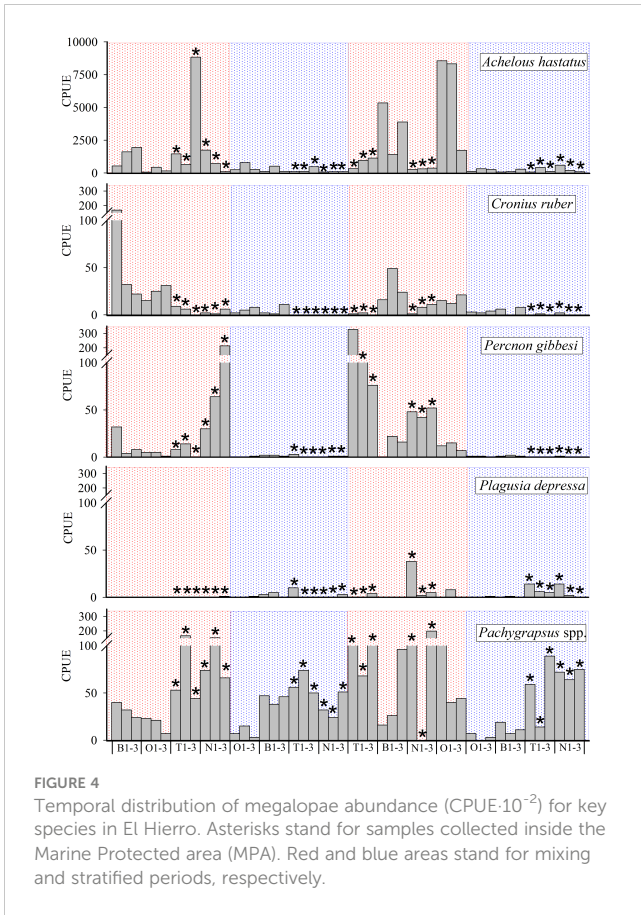 10000
7500
5000
2500
0
CPUE
Achelous hastatus
300
200
100
50
0
CPUE
Cronius ruber
300
200
100
50
0
CPUE
Percnon gibbesi
300
200
100
50
0
CPUE
Plagusia depressa
300
200
100
50
0
CPUE
Pachygrapsus spp.
B1-3 O1-3 T1-3 N1-3 O1-3 B1-3 T1-3 N1-3 T1-3 B1-3 N1-3 O1-3 O1-3 B1-3 T1-3 N1-3
FIGURE 4
Temporal distribution of megalopae abundance (CPUE·10⁻²) for key
species in El Hierro. Asterisks stand for samples collected inside the
Marine Protected area (MPA). Red and blue areas stand for mixing
and stratified periods, respectively.